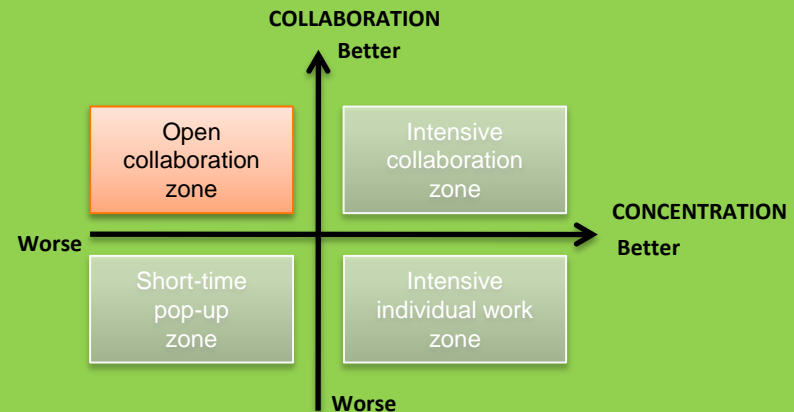 COLLABORATION
Better
Open
collaboration
zone
Intensive
collaboration
zone
CONCENTRATION
Worse
Better
Short-time
pop-up
zone
Intensive
individual work
zone
Worse